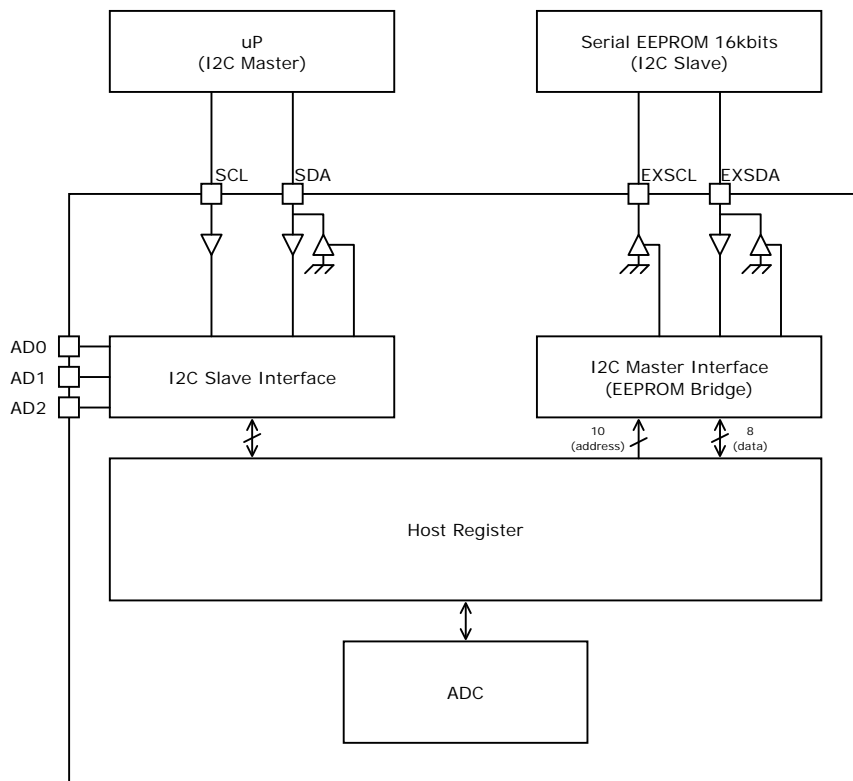 uP
(I2C Master)
Serial EEPROM 16kbits
(I2C Slave)
SCL
SDA
EXSCL
EXSDA
AD0
AD1
AD2
I2C Slave Interface
I2C Master Interface
(EEPROM Bridge)
10
(address)
8
(data)
Host Register
ADC